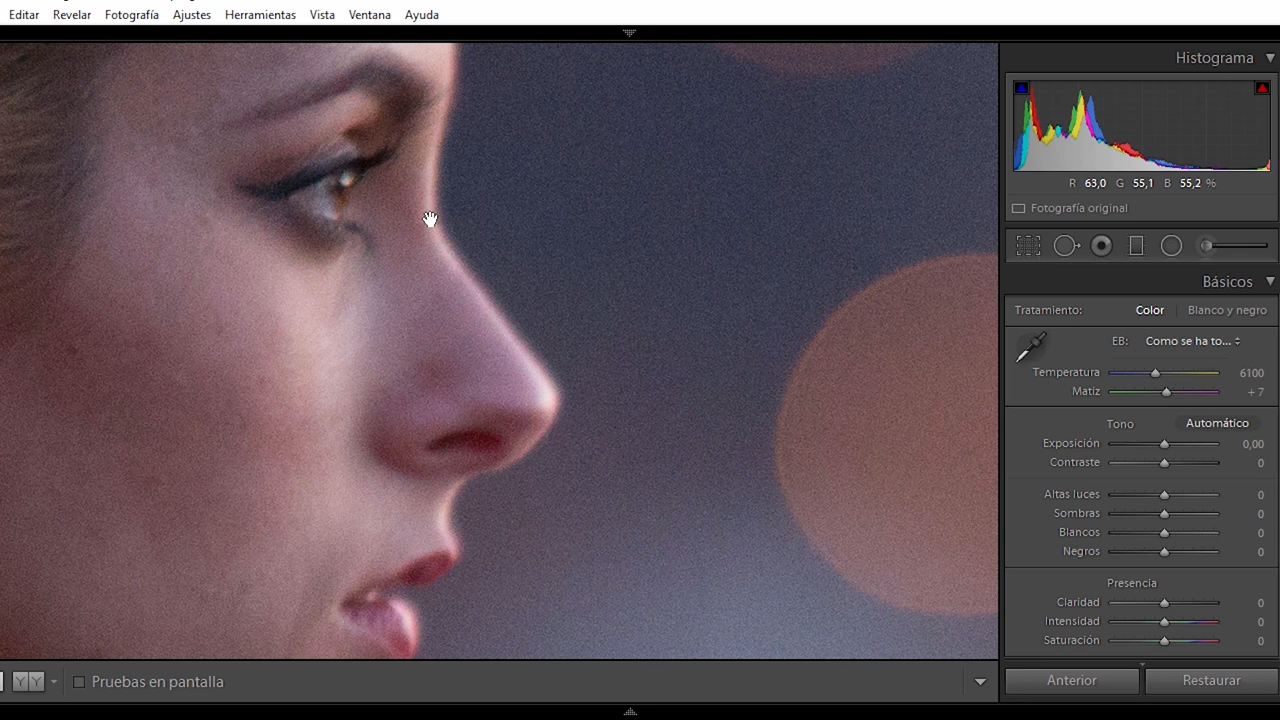 Editar Revelar Fotografía Ajustes Herramientas Vista Ventana Ayuda
Histograma
R 63,0 G 55,1 B 55,2 %
Fotografía original
Básicos
Tratamiento: Color Blanco y negro
EB: Como se ha to...
Temperatura 6100
Matiz + 7
Tono Automático
Exposición 0,00
Contraste 0
Altas luces 0
Sombras 0
Blancos 0
Negros 0
Presencia
Claridad 0
Intensidad 0
Saturación 0
Pruebas en pantalla
Anterior Restaurar